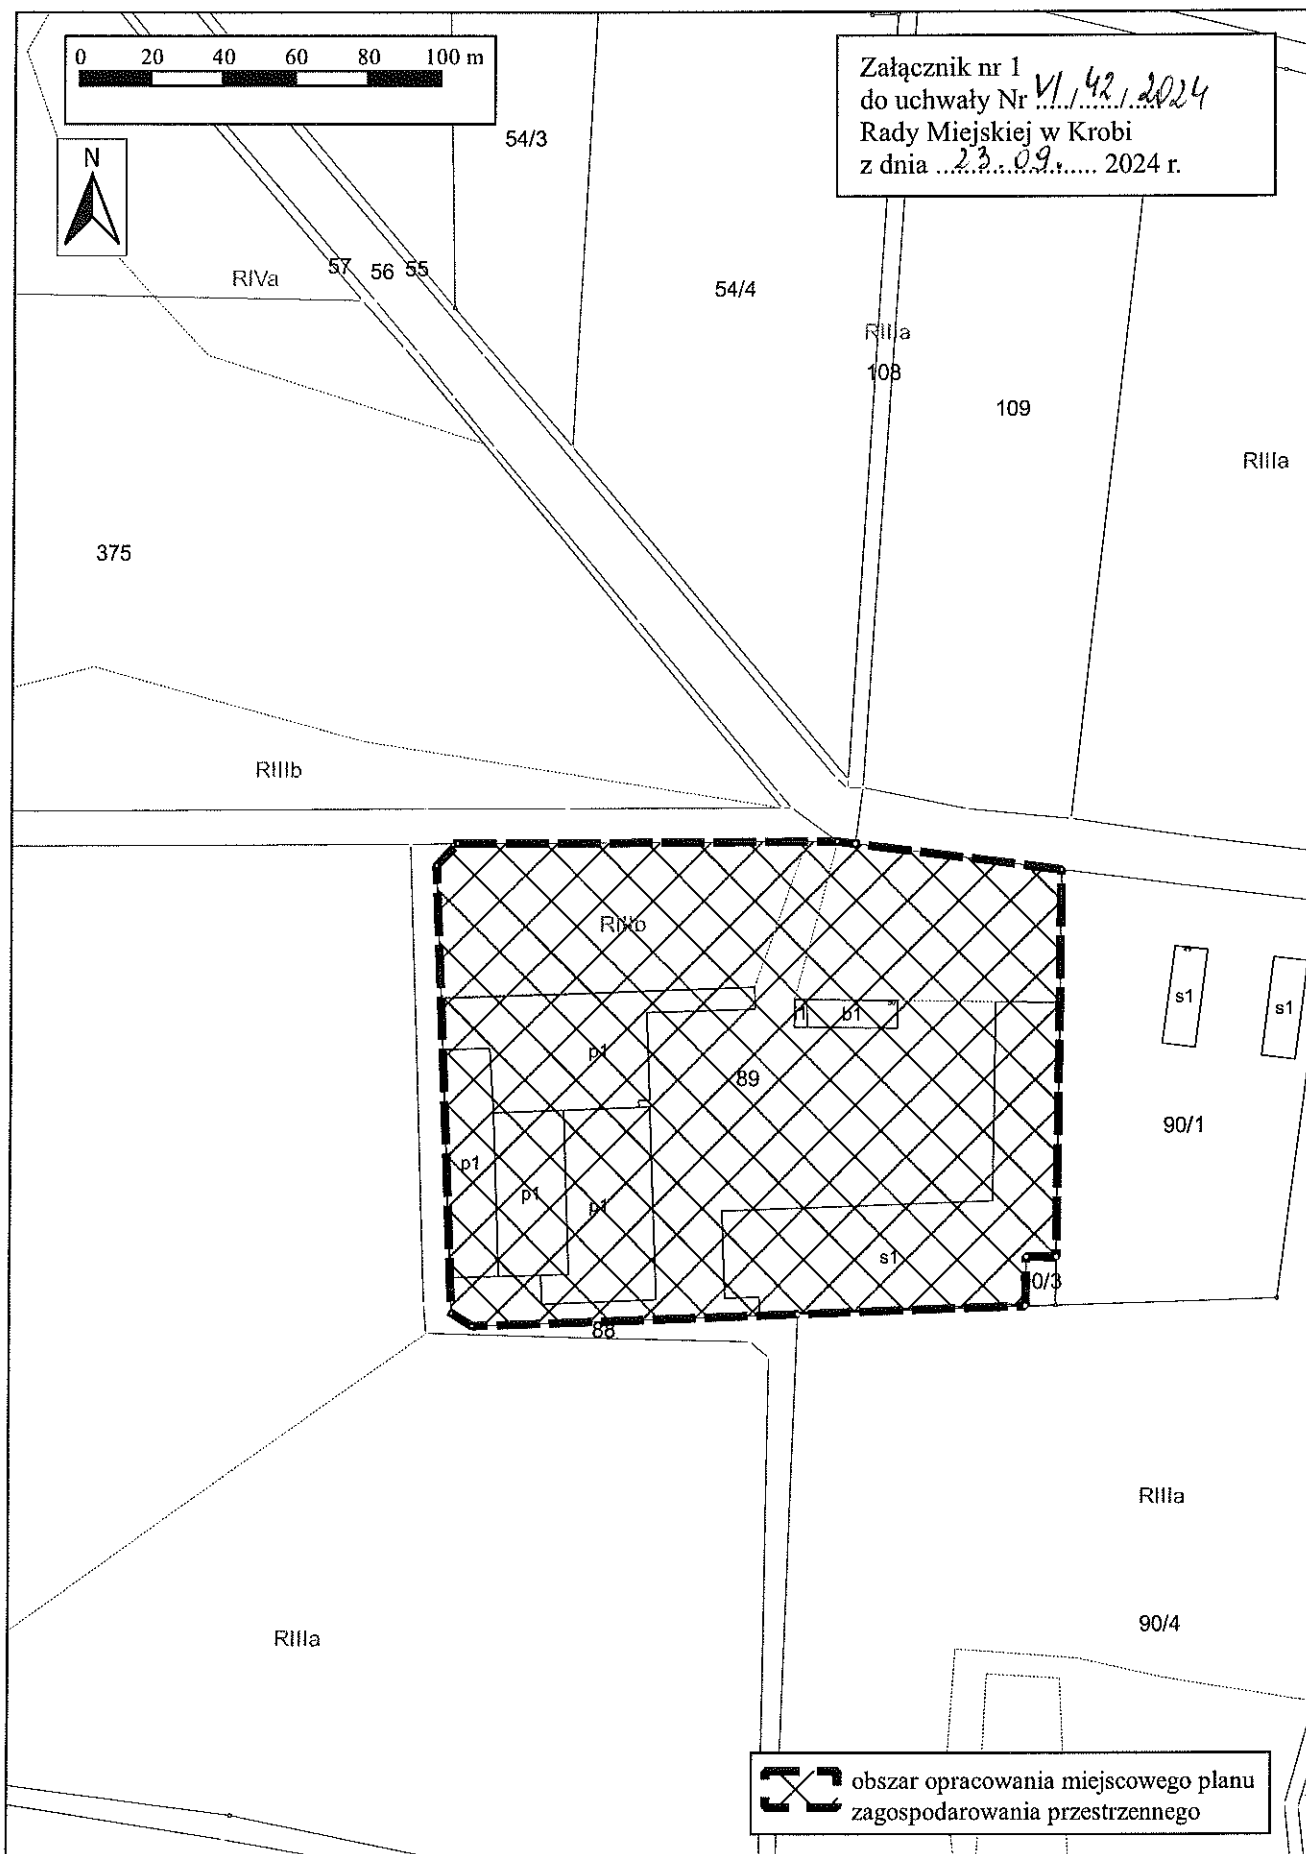 0 20 40 60 80 100 m
Załącznik nr 1
do uchwały Nr VI/42/2024
Rady Miejskiej w Krobi
z dnia 23.09. 2024 r.
N
54/3
RIVa
57
56
55
54/4
RIIIa
108
109
RIIIa
375
RIIIb
RIIIb
s1
s1
b1
p1
89
90/1
p1
p1
p1
s1
0/3
88
RIIIa
90/4
RIIIa
obszar opracowania miejscowego planu
zagospodarowania przestrzennego